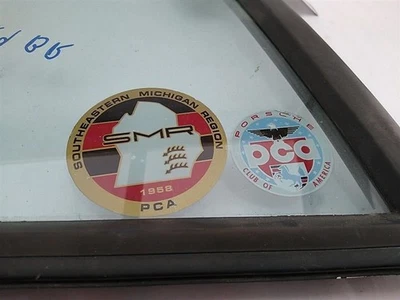 SOUTHEASTERN MICHIGAN REGION
SMR
1958
PCA
PORSCHE
PCA
CLUB OF AMERICA